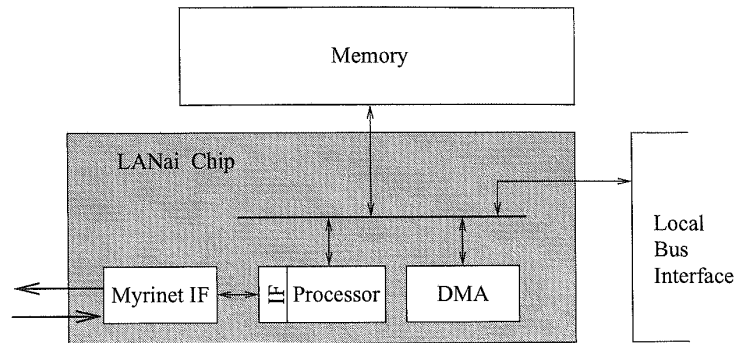 Memory
LANai Chip
Local
Bus
Interface
Myrinet IF
IF
Processor
DMA